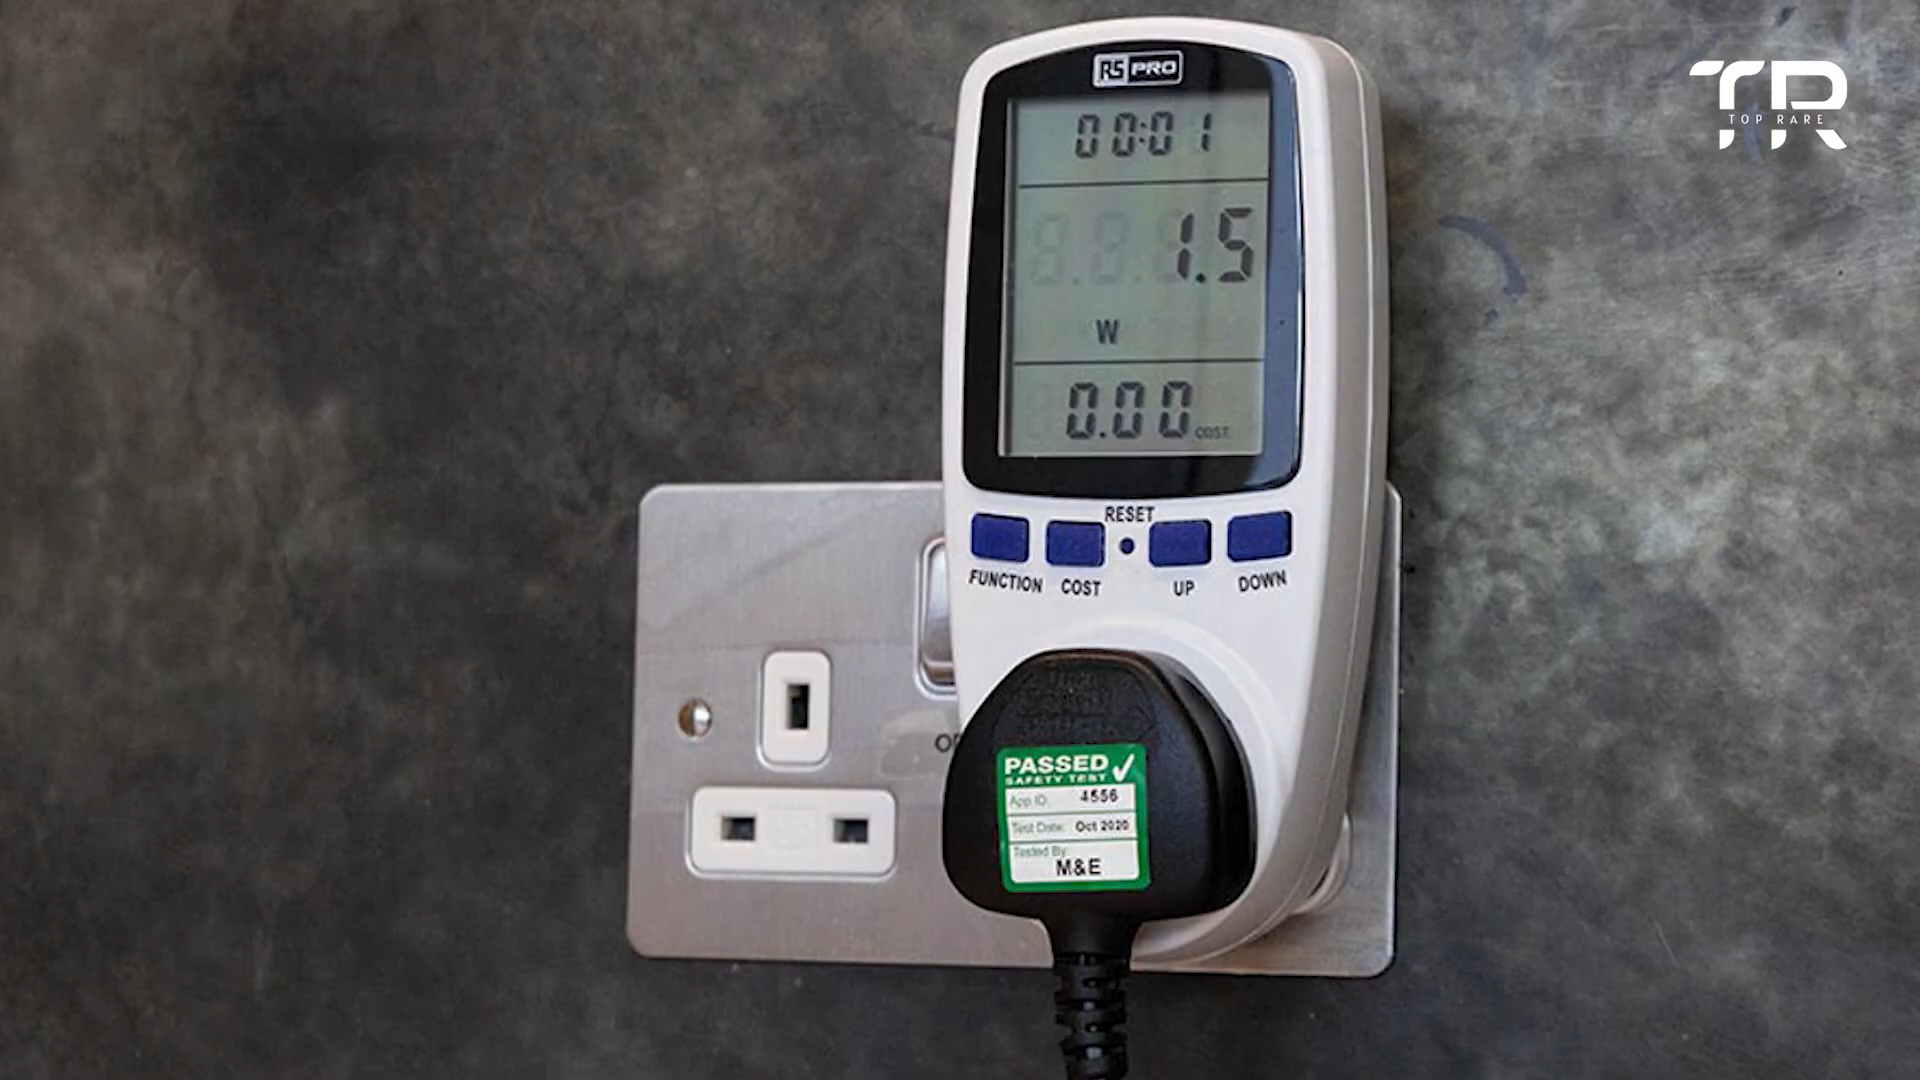 RS PRO
TR
TOP RARE
00:01
1.5
W
0.00 COST
RESET
FUNCTION COST UP DOWN
PASSED
SAFETY TEST
App ID. 4556
Test Date: Oct 2020
Tested By:
M&E